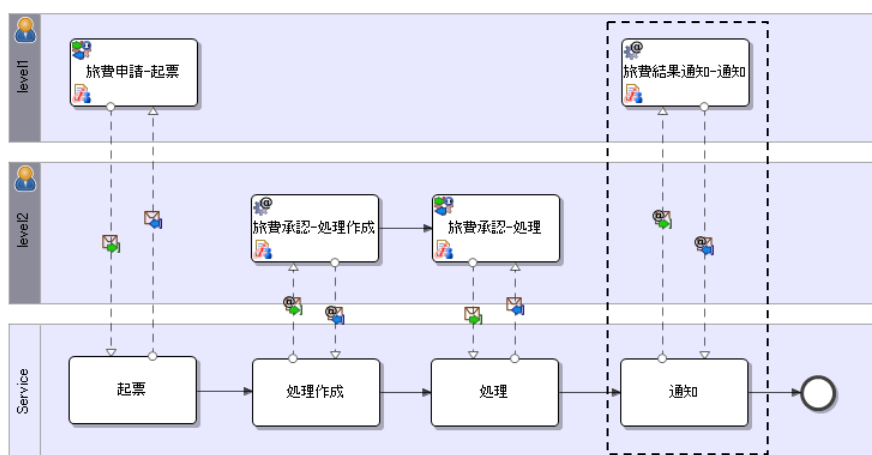 level1
旅費申請-起票
旅費結果通知-通知
level2
旅費承認-処理作成
旅費承認-処理
Service
起票
処理作成
処理
通知